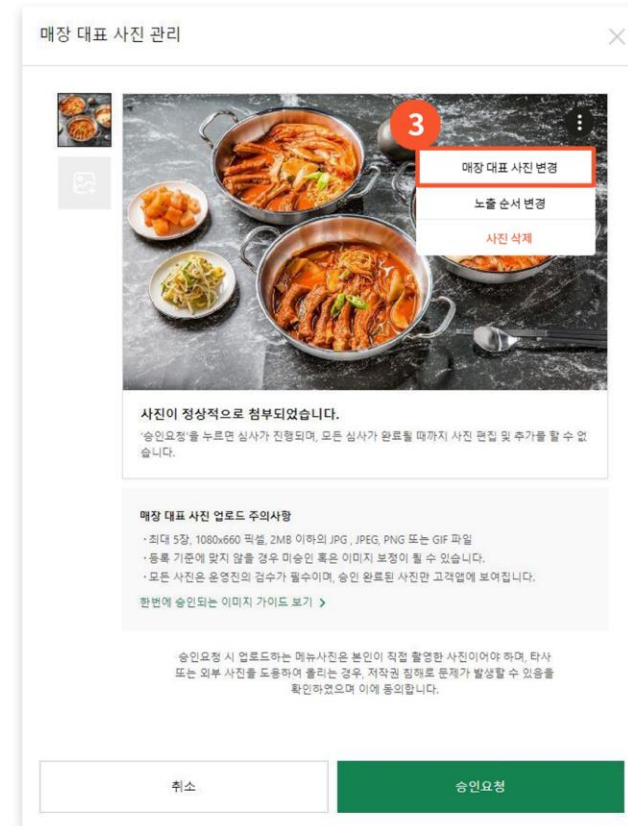 매장 대표 사진 관리
3
매장 대표 사진 변경
노출 순서 변경
사진 삭제
사진이 정상적으로 첨부되었습니다.
'승인요청'을 누르면 심사가 진행되며, 모든 심사가 완료될 때까지 사진 편집 및 추가를 할 수 없
습니다.
매장 대표 사진 업로드 주의사항
· 최대 5장, 1080x660 픽셀, 2MB 이하의 JPG , JPEG, PNG 또는 GIF 파일
· 등록 기준에 맞지 않을 경우 미승인 혹은 이미지 보정이 될 수 있습니다.
· 모든 사진은 운영진의 검수가 필수이며, 승인 완료된 사진만 고객앱에 보여집니다.
한번에 승인되는 이미지 가이드 보기 >
승인요청 시 업로드하는 메뉴사진은 본인이 직접 촬영한 사진이어야 하며, 타사
또는 외부 사진을 도용하여 올리는 경우, 저작권 침해로 문제가 발생할 수 있음을
확인하였으며 이에 동의합니다.
취소
승인요청